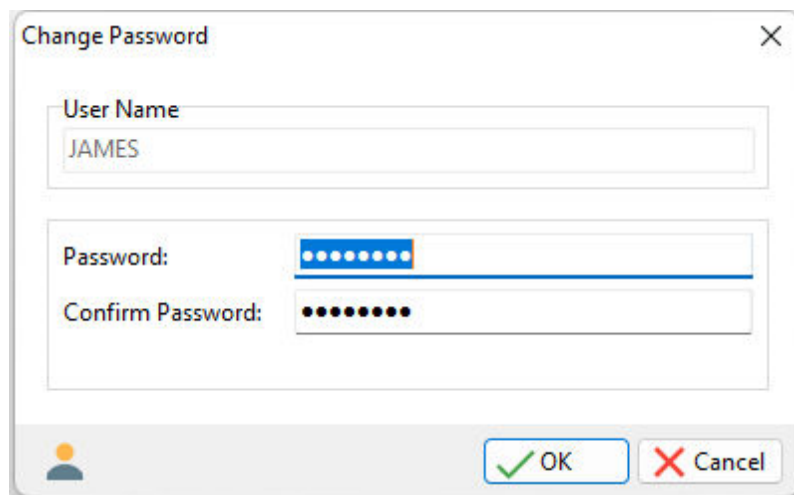 Change Password
User Name
JAMES
Password: ●●●●●●●●
Confirm Password: ●●●●●●●●
OK
Cancel